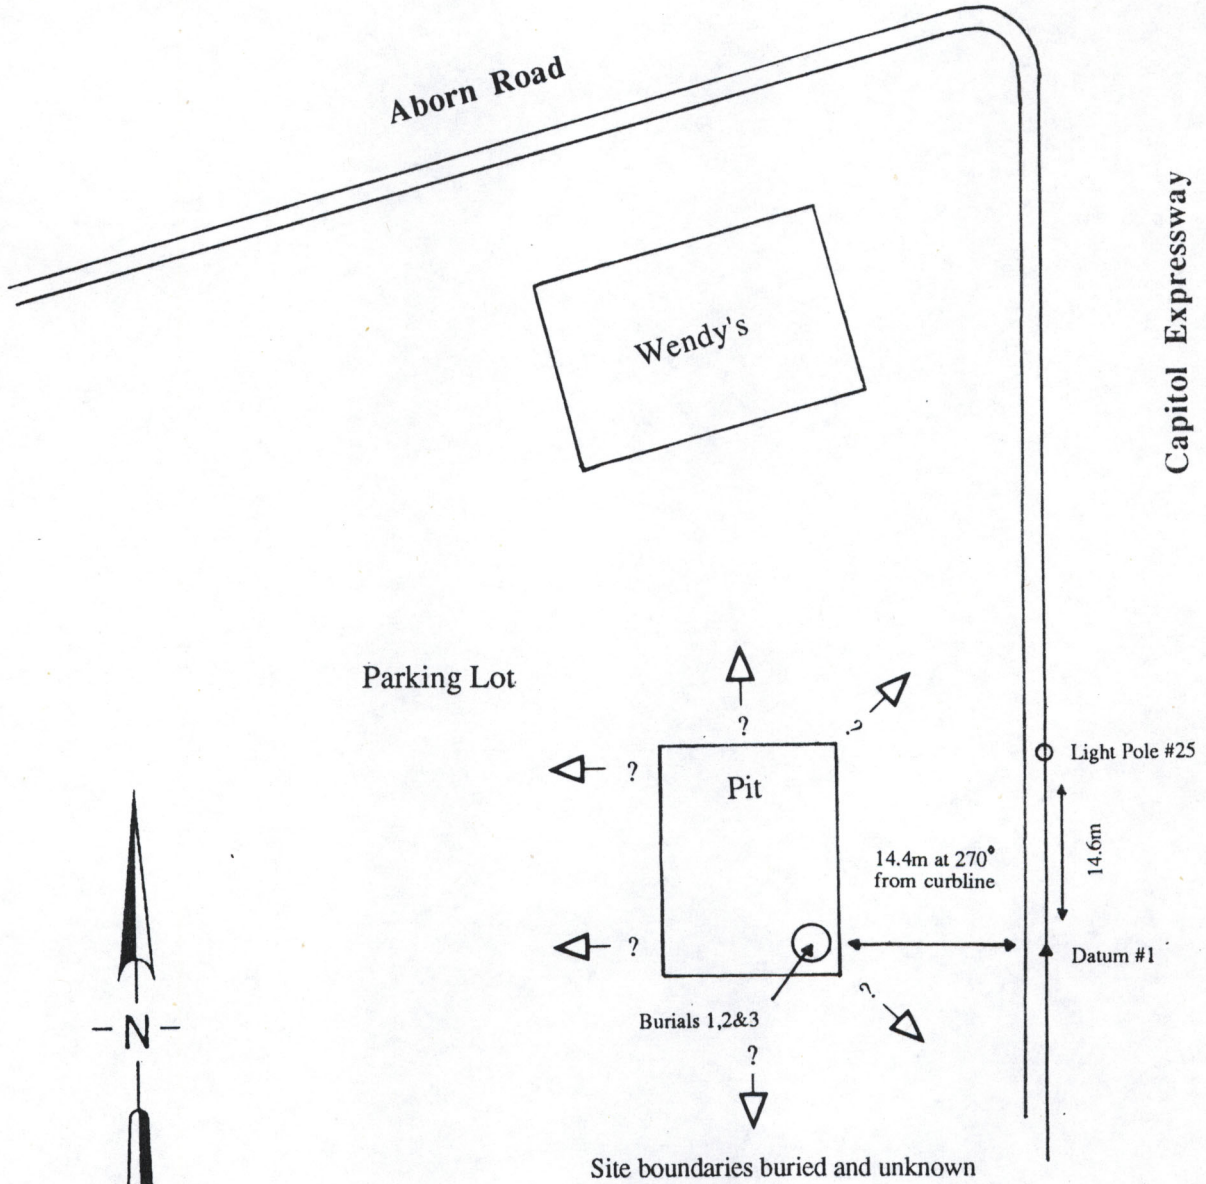 Aborn Road
Capitol Expressway
Wendy's
Parking Lot
?
?
?
Pit
Light Pole #25
14.6m
14.4m at 270°
from curbline
?
Datum #1
?
Burials 1,2&3
?
- N -
Site boundaries buried and unknown